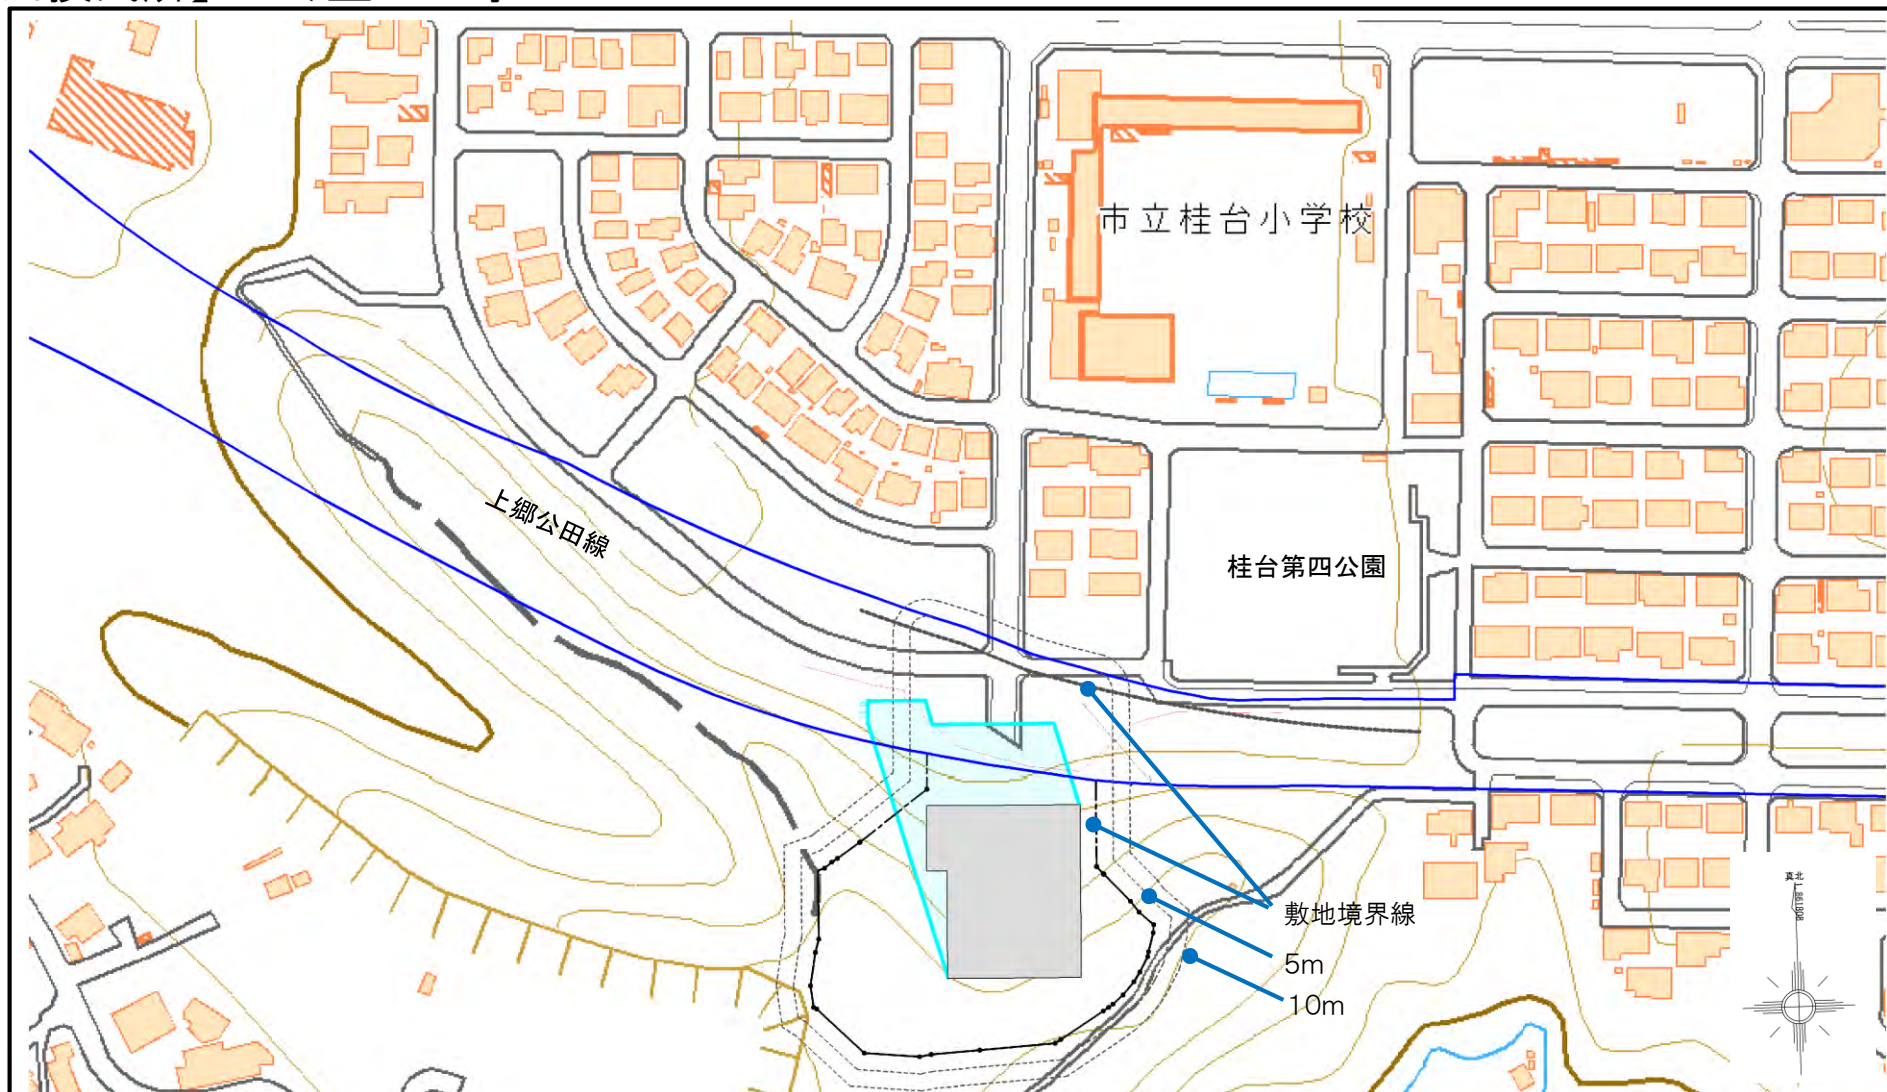 市立桂台小学校
上郷公田線
桂台第四公園
真北
敷地境界線
5m
10m